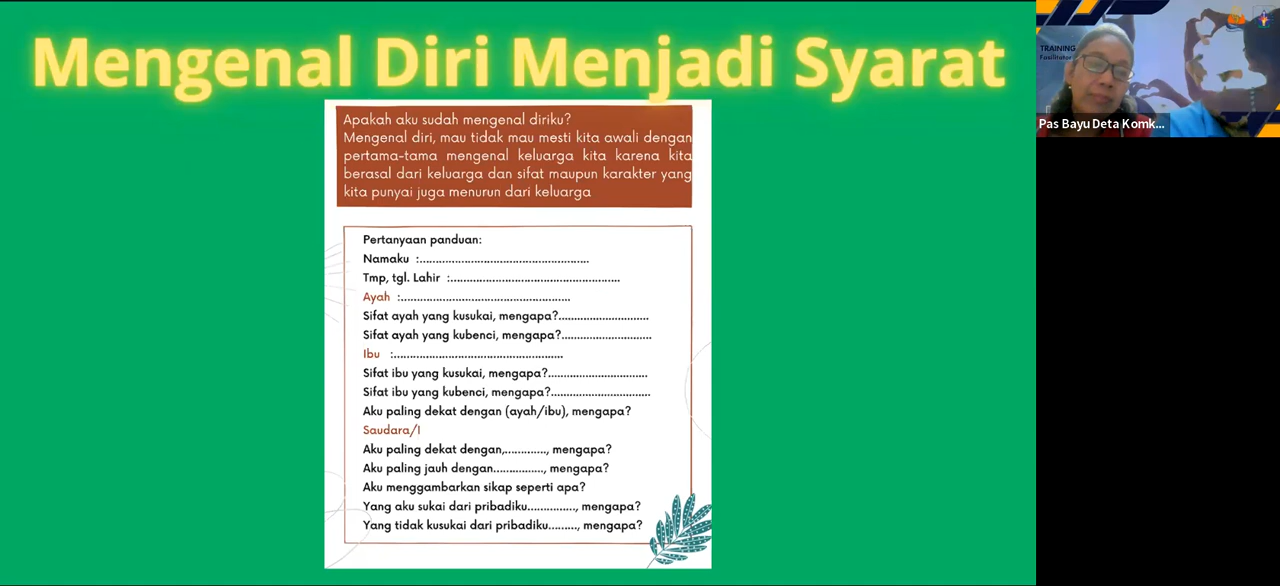 Mengenal Diri Menjadi Syarat
Apakah aku sudah mengenal diriku?
Mengenal diri, mau tidak mau mesti kita awali dengan
pertama-tama mengenal keluarga kita karena kita
berasal dari keluarga dan sifat maupun karakter yang
kita punyai juga menurun dari keluarga
Pertanyaan panduan:
Namaku :....................................................
Tmp, tgl. Lahir :....................................................
Ayah :....................................................
Sifat ayah yang kusukai, mengapa?............................
Sifat ayah yang kubenci, mengapa?............................
Ibu :....................................................
Sifat ibu yang kusukai, mengapa?...............................
Sifat ibu yang kubenci, mengapa?...............................
Aku paling dekat dengan (ayah/ibu), mengapa?
Saudara/I
Aku paling dekat dengan,............., mengapa?
Aku paling jauh dengan..............., mengapa?
Aku menggambarkan sikap seperti apa?
Yang aku sukai dari pribadiku..............., mengapa?
Yang tidak kusukai dari pribadiku........., mengapa?
TRAINING
Fasilitator
Pas Bayu Deta Komk...